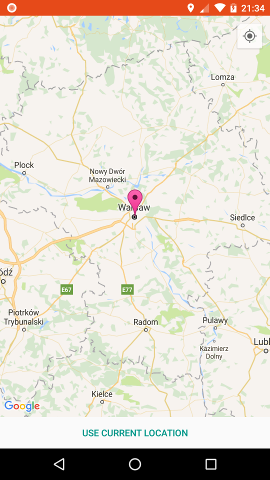 21:34
Lomza
Plock
Nowy Dwór
Mazowiecki
Warsaw
Siedlce
ódź
E67
E77
Piotrków
Trybunalski
Radom
Pulawy
Lubl
Kazimierz
Dolny
Kielce
Google
USE CURRENT LOCATION